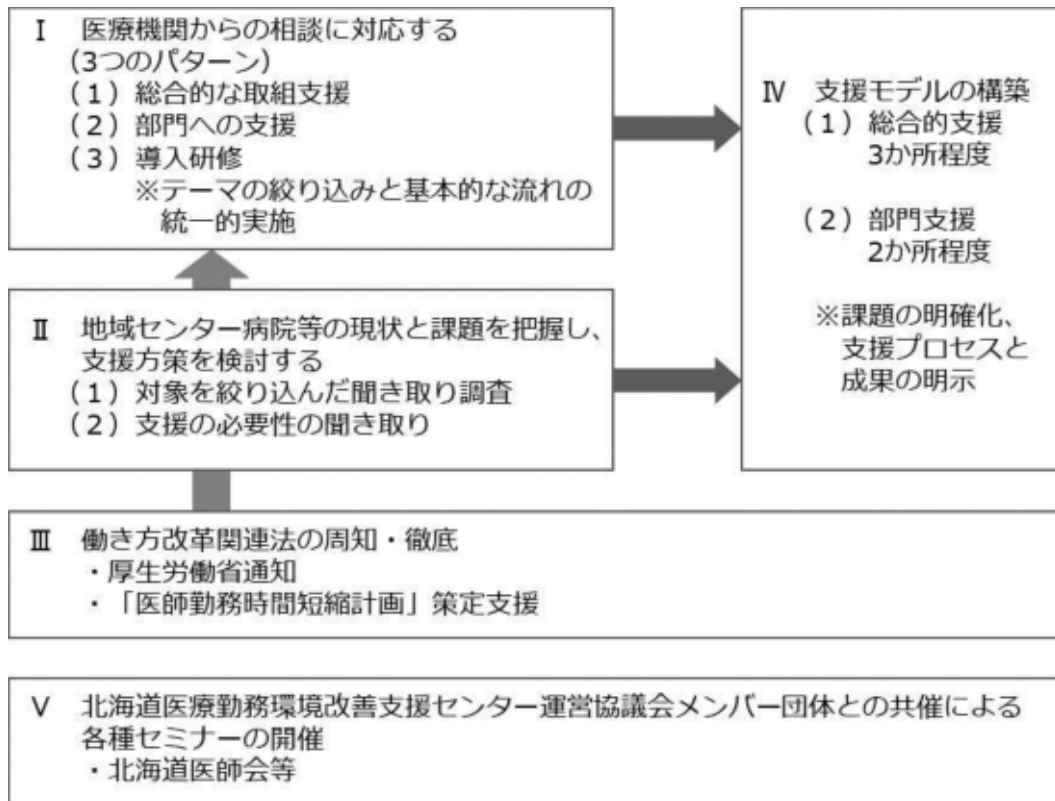 Ⅰ 医療機関からの相談に対応する
(3つのパターン)
(1)総合的な取組支援
(2)部門への支援
(3)導入研修
※テーマの絞り込みと基本的な流れの
統一的実施
Ⅱ 地域センター病院等の現状と課題を把握し、
支援方策を検討する
(1)対象を絞り込んだ聞き取り調査
(2)支援の必要性の聞き取り
Ⅳ 支援モデルの構築
(1)総合的支援
3か所程度
(2)部門支援
2か所程度
※課題の明確化、
支援プロセスと
成果の明示
Ⅲ 働き方改革関連法の周知・徹底
・厚生労働省通知
・「医師勤務時間短縮計画」策定支援
Ⅴ 北海道医療勤務環境改善支援センター運営協議会メンバー団体との共催による
各種セミナーの開催
・北海道医師会等